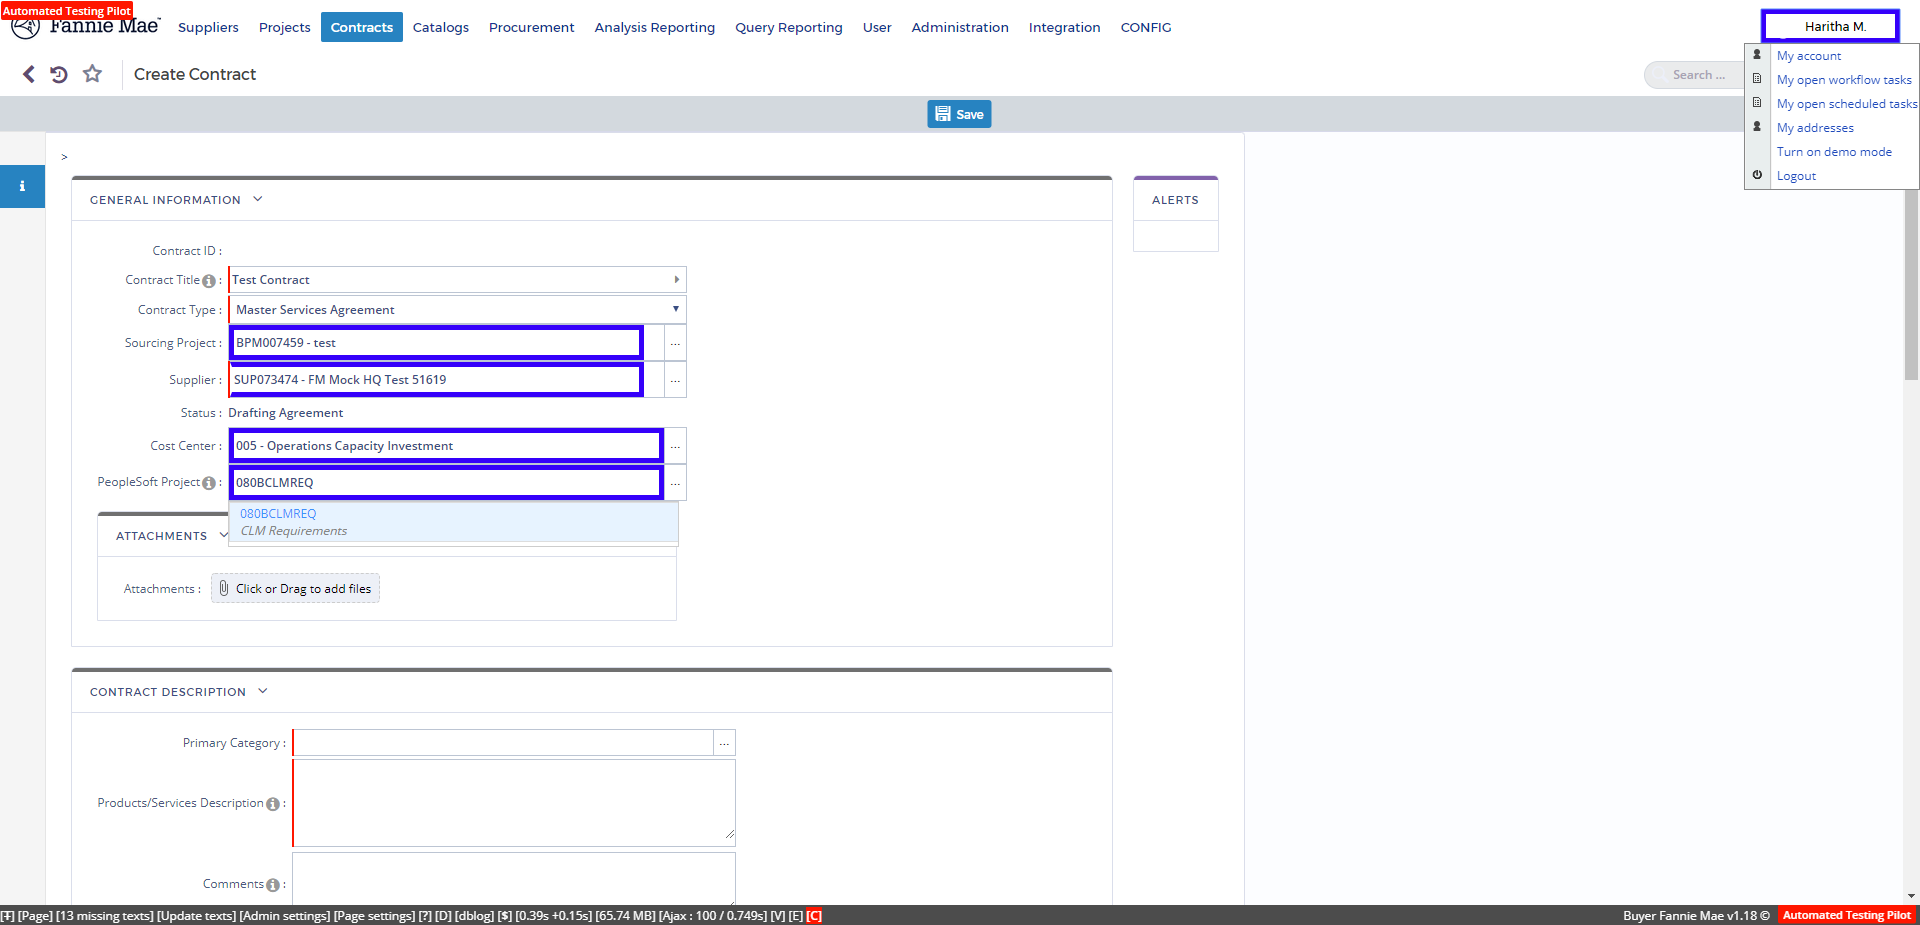 Automated Testing Pilot
Fannie Mae
Suppliers Projects Contracts Catalogs Procurement Analysis Reporting Query Reporting User Administration Integration CONFIG
Haritha M.
Create Contract
Search ...
My account
My open workflow tasks
My open scheduled tasks
My addresses
Turn on demo mode
Logout
Save
>
GENERAL INFORMATION
ALERTS
Contract ID :
Contract Title : Test Contract
Contract Type : Master Services Agreement
Sourcing Project : BPM007459 - test ...
Supplier : SUP073474 - FM Mock HQ Test 51619 ...
Status : Drafting Agreement
Cost Center : 005 - Operations Capacity Investment ...
PeopleSoft Project : 080BCLMREQ ...
080BCLMREQ
CLM Requirements
ATTACHMENTS
Attachments : Click or Drag to add files
CONTRACT DESCRIPTION
Primary Category : ...
Products/Services Description :
Comments :
[T] [Page] [13 missing texts] [Update texts] [Admin settings] [Page settings] [?] [D] [dblog] [$] [0.39s +0.15s] [65.74 MB] [Ajax : 100 / 0.749s] [V] [E] [C]
Buyer Fannie Mae v1.18 © Automated Testing Pilot